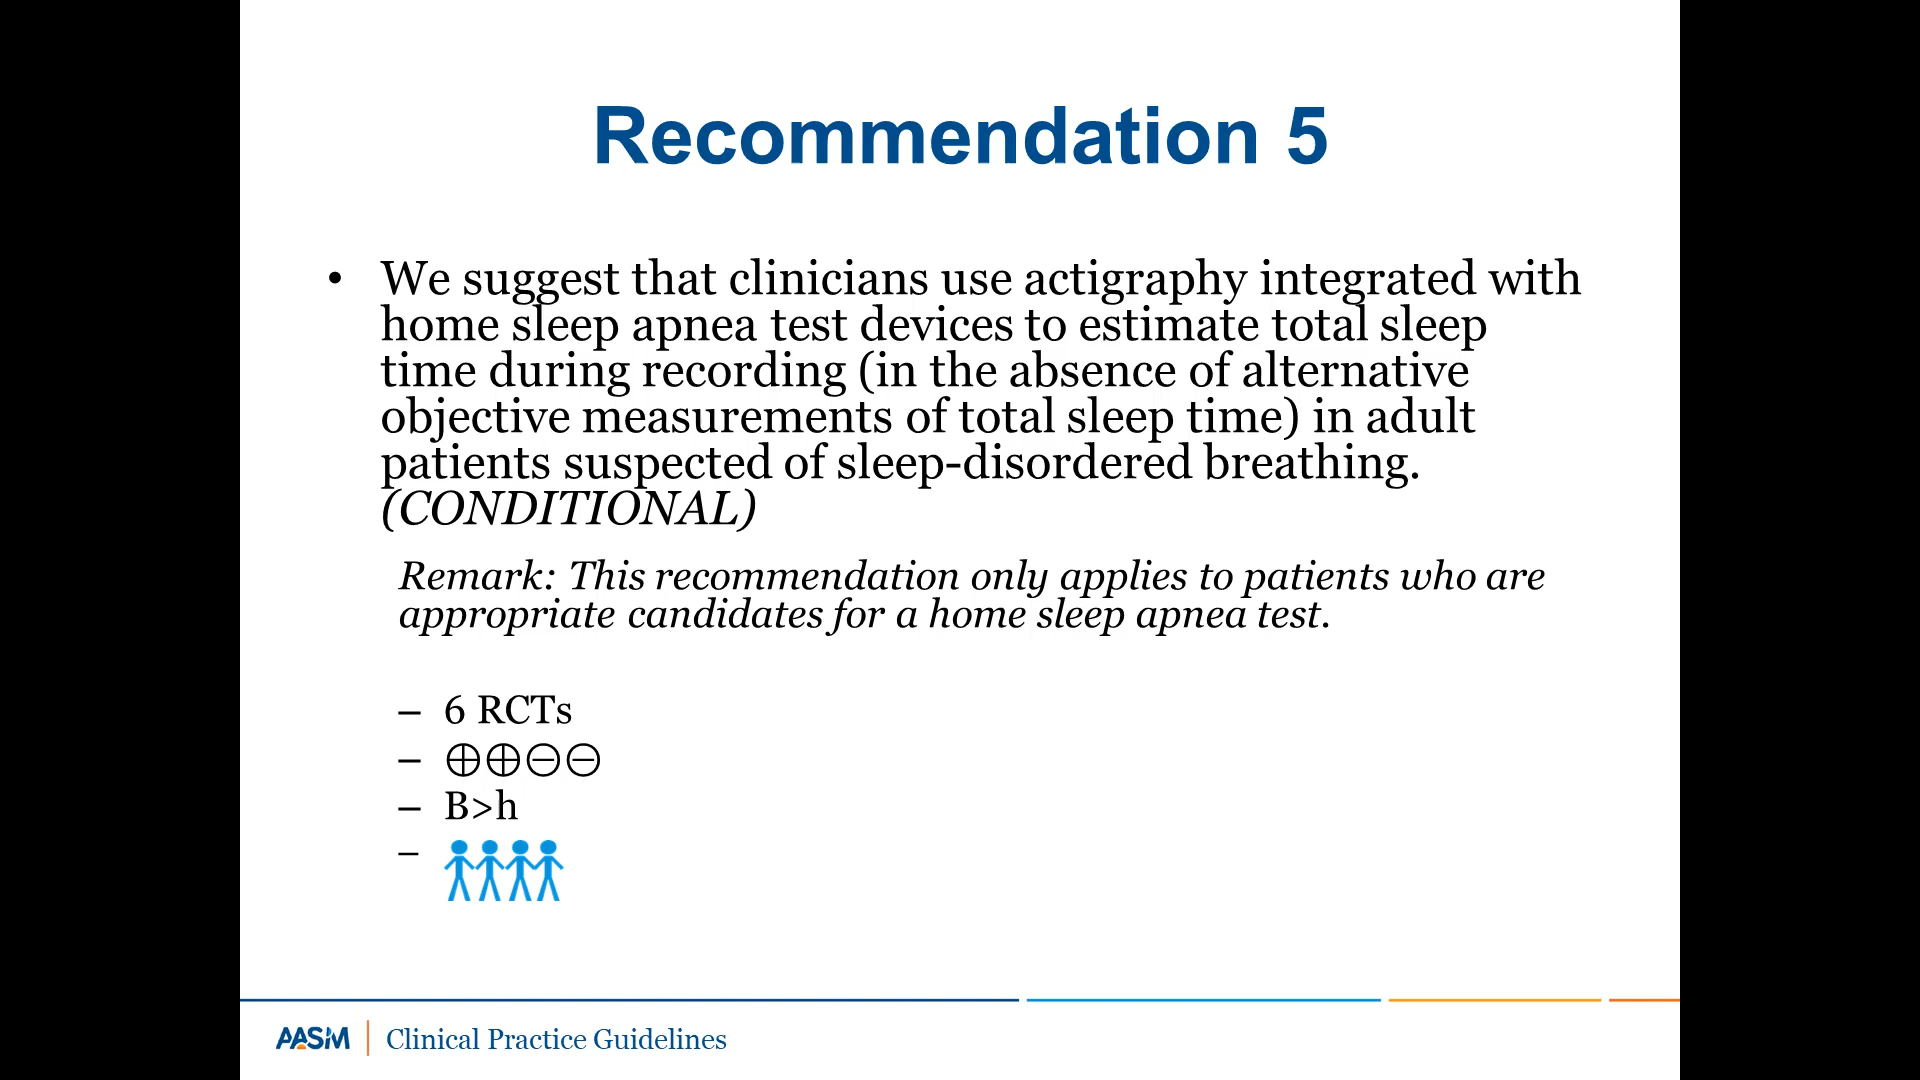 Recommendation 5
• We suggest that clinicians use actigraphy integrated with
home sleep apnea test devices to estimate total sleep
time during recording (in the absence of alternative
objective measurements of total sleep time) in adult
patients suspected of sleep-disordered breathing.
(CONDITIONAL)
Remark: This recommendation only applies to patients who are
appropriate candidates for a home sleep apnea test.
– 6 RCTs
– ⊕⊕⊖⊖
– B>h
–
AASM | Clinical Practice Guidelines